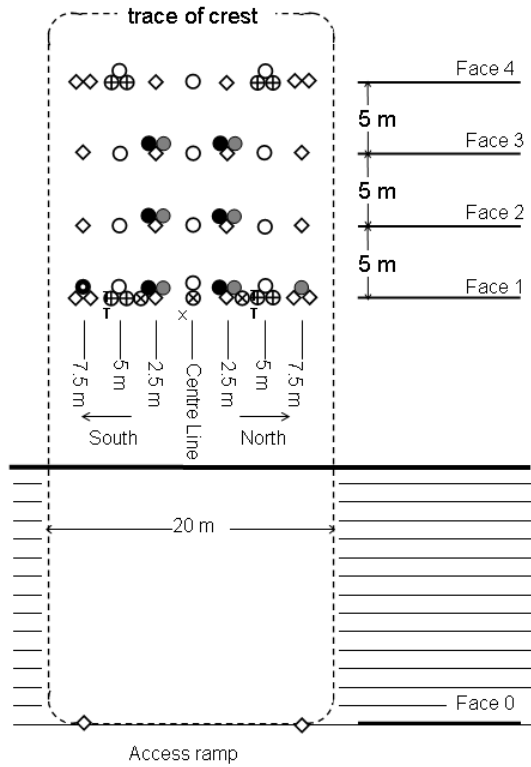 trace of crest
Face 4
5 m
Face 3
5 m
Face 2
5 m
Face 1
T
T
T
x
7.5 m
5 m
2.5 m
Centre Line
2.5 m
5 m
7.5 m
South
North
20 m
Face 0
Access ramp